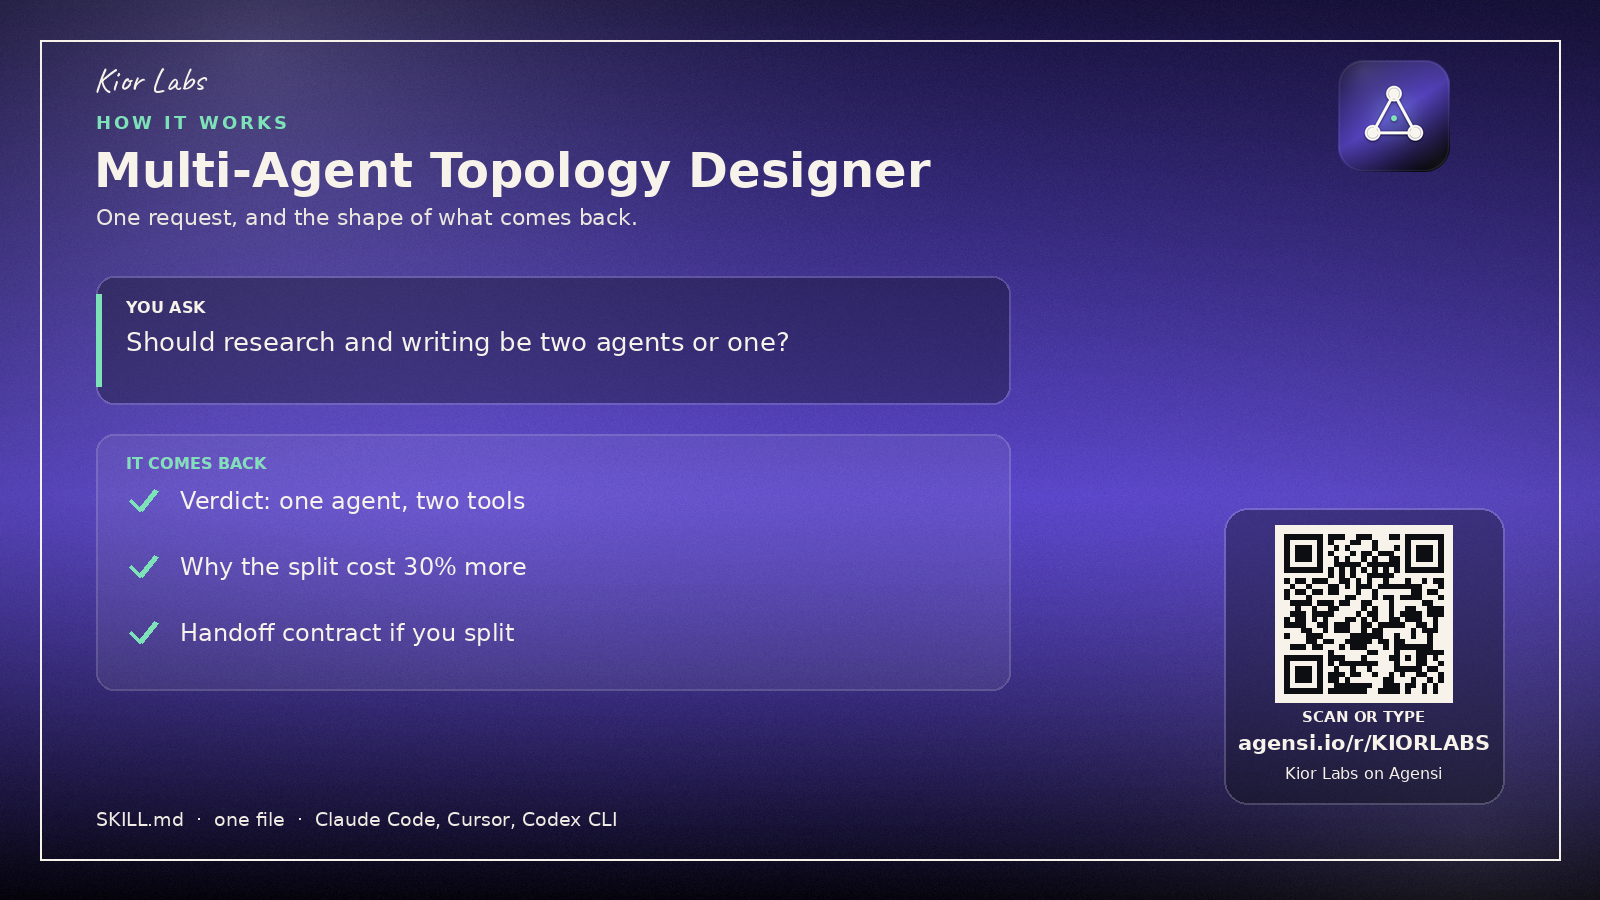 Kior Labs
HOW IT WORKS
Multi-Agent Topology Designer
One request, and the shape of what comes back.
YOU ASK
Should research and writing be two agents or one?
IT COMES BACK
Verdict: one agent, two tools
Why the split cost 30% more
Handoff contract if you split
SCAN OR TYPE
agensi.io/r/KIORLABS
Kior Labs on Agensi
SKILL.md · one file · Claude Code, Cursor, Codex CLI